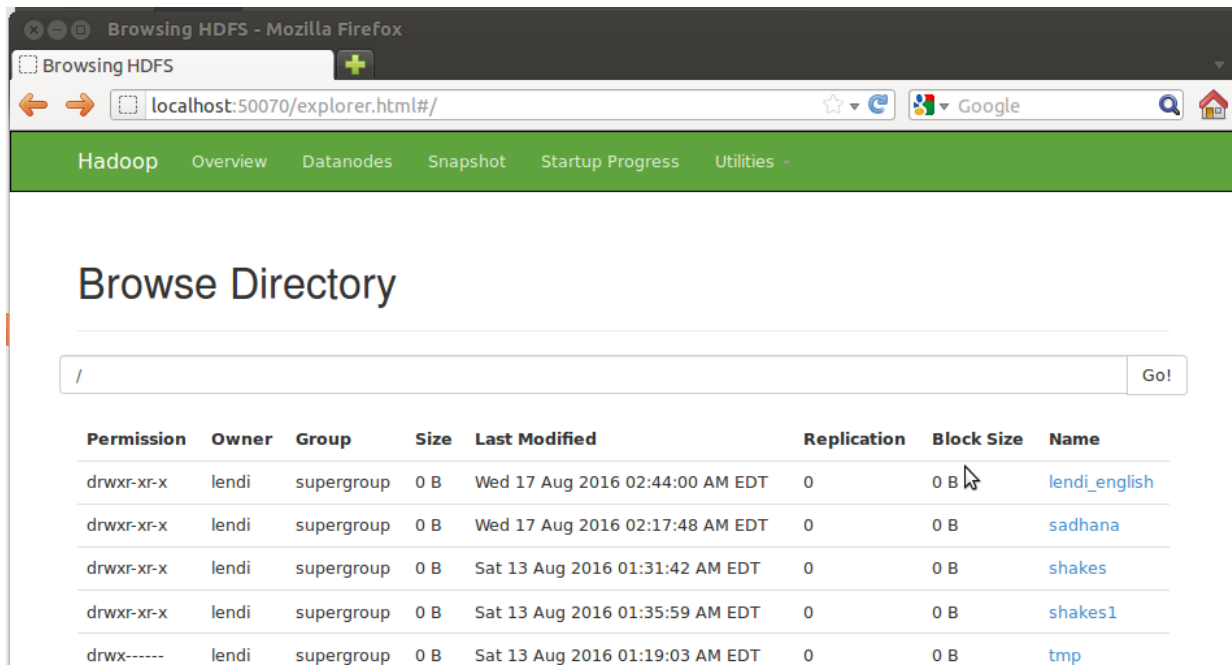 Browsing HDFS - Mozilla Firefox
Browsing HDFS
localhost:50070/explorer.html#/ Google
Hadoop Overview Datanodes Snapshot Startup Progress Utilities
Browse Directory
/ Go!
Permission Owner Group Size Last Modified Replication Block Size Name
drwxr-xr-x lendi supergroup 0 B Wed 17 Aug 2016 02:44:00 AM EDT 0 0 B lendi_english
drwxr-xr-x lendi supergroup 0 B Wed 17 Aug 2016 02:17:48 AM EDT 0 0 B sadhana
drwxr-xr-x lendi supergroup 0 B Sat 13 Aug 2016 01:31:42 AM EDT 0 0 B shakes
drwxr-xr-x lendi supergroup 0 B Sat 13 Aug 2016 01:35:59 AM EDT 0 0 B shakes1
drwx------ lendi supergroup 0 B Sat 13 Aug 2016 01:19:03 AM EDT 0 0 B tmp